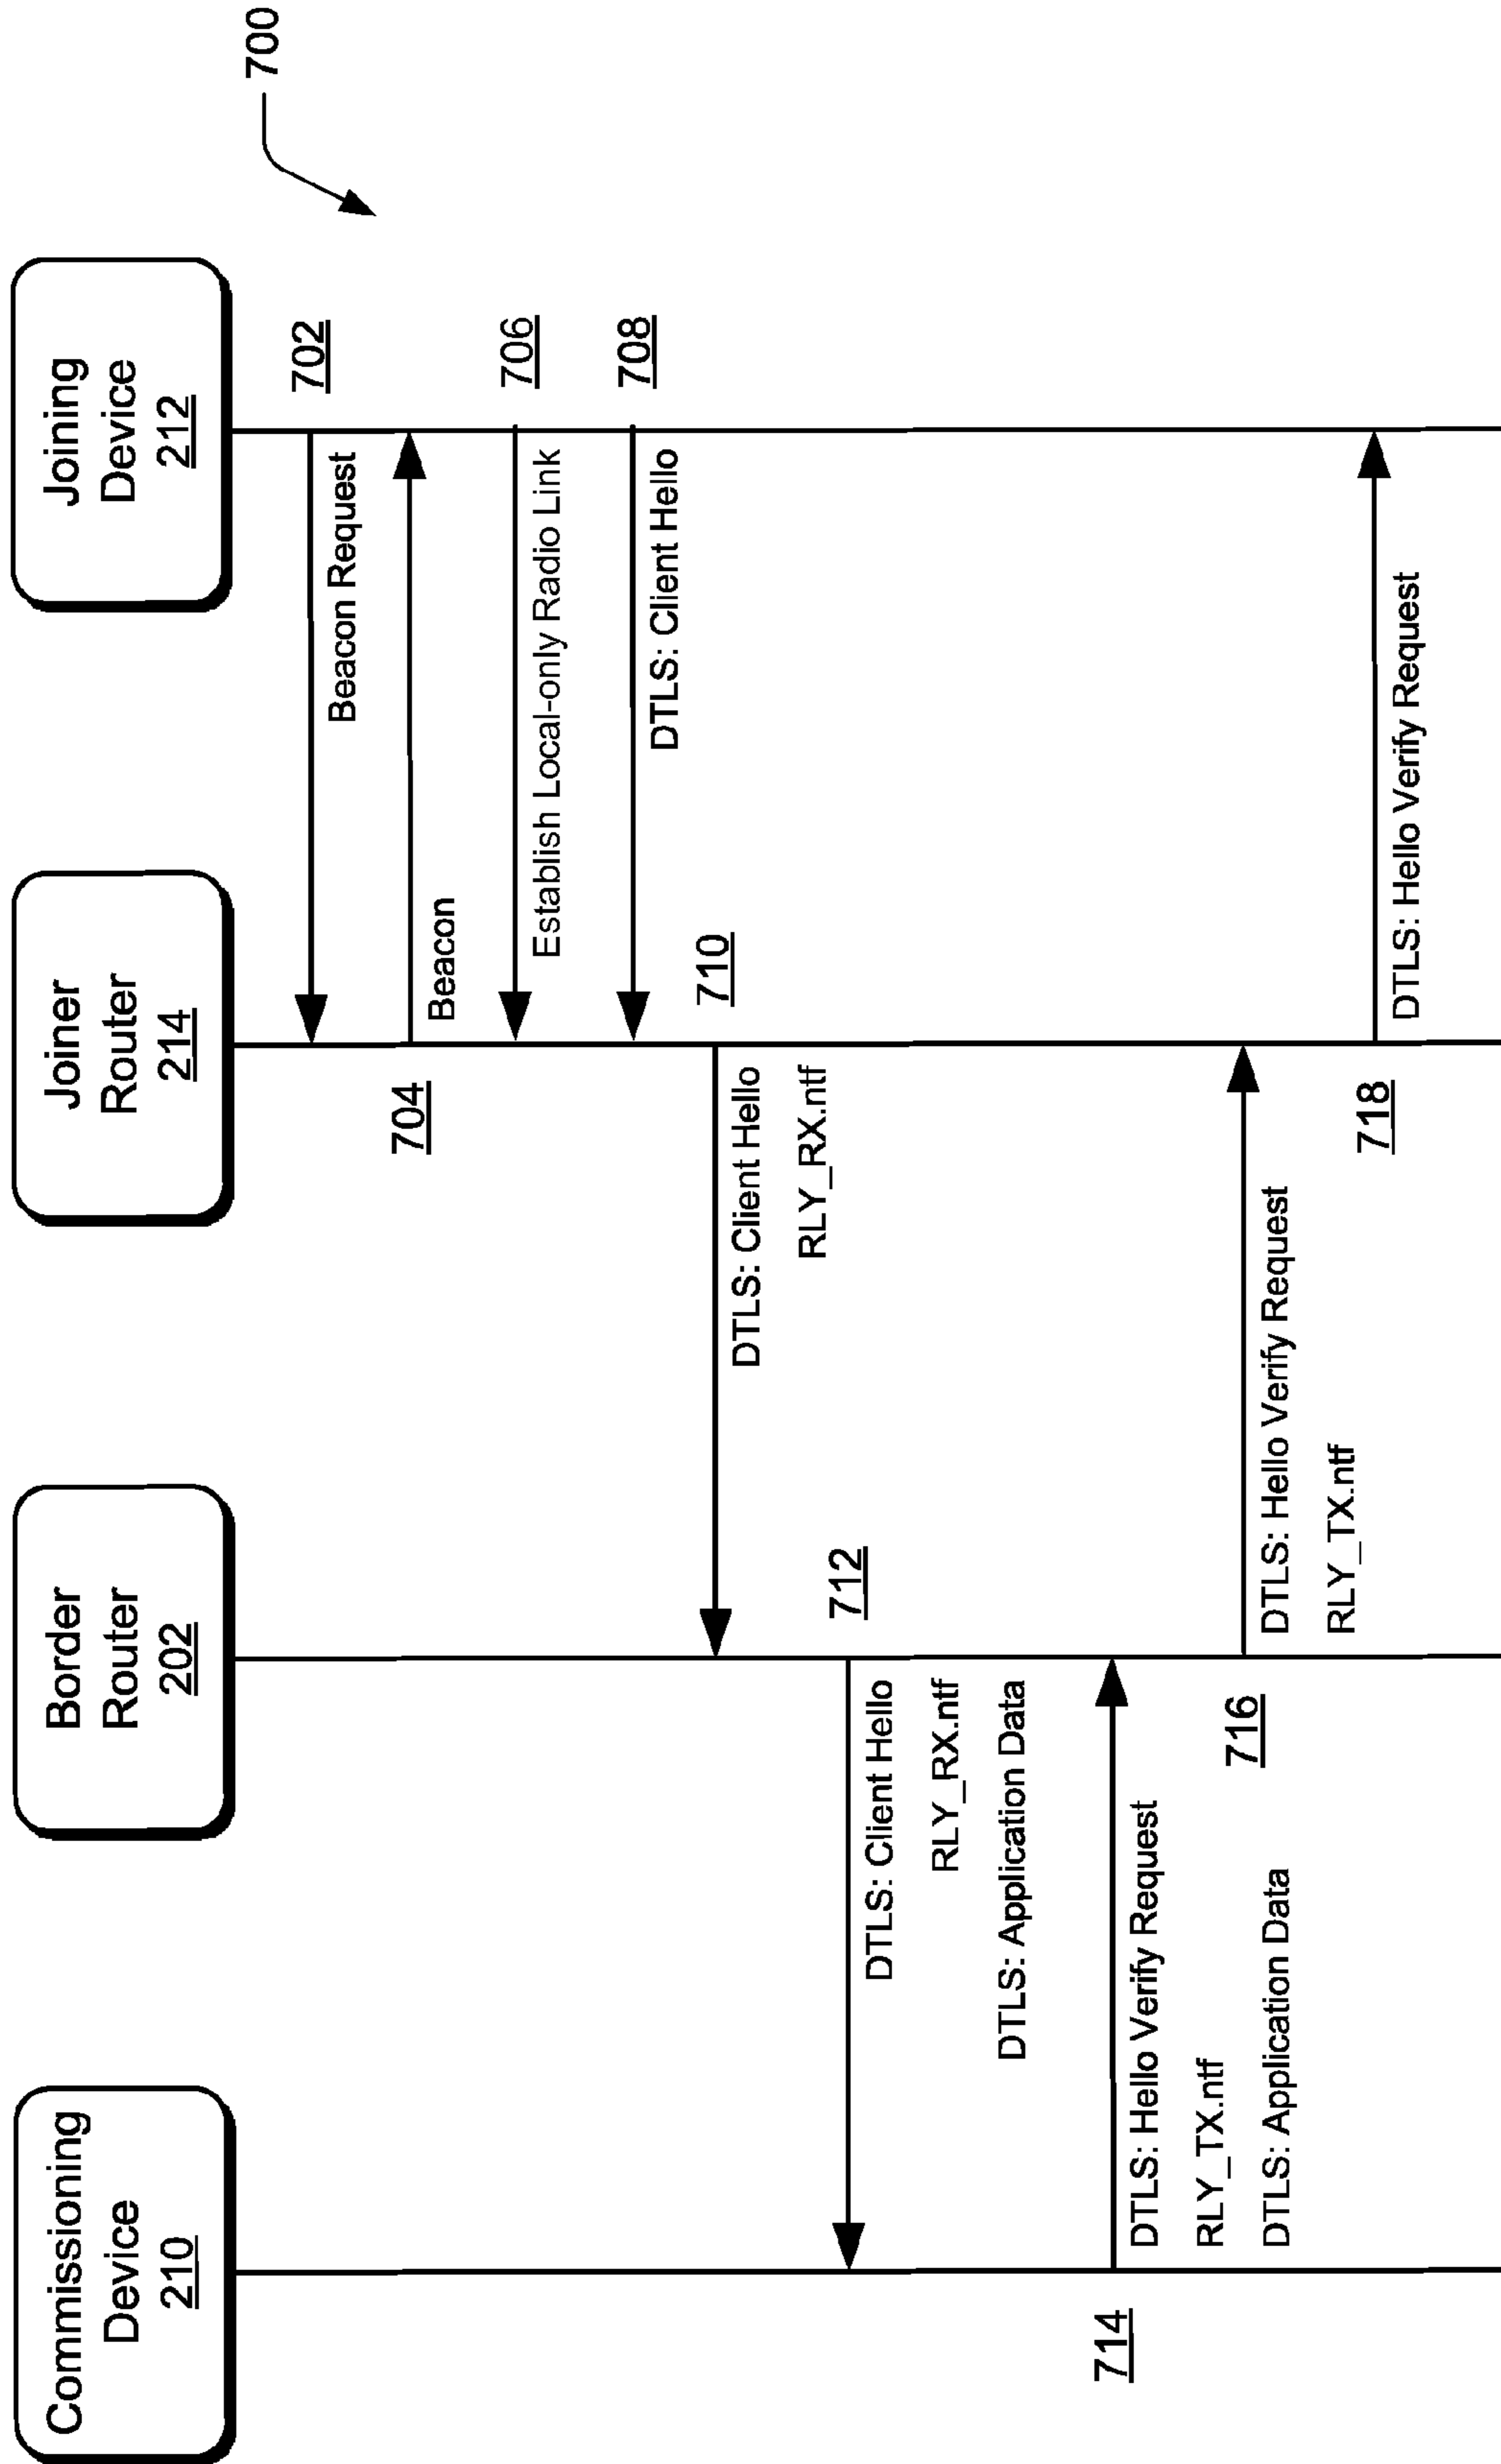 Commissioning
Device
210
Border
Router
202
Joiner
Router
214
Joining
Device
212
700
702
Beacon Request
704
Beacon
706
Establish Local-only Radio Link
708
DTLS: Client Hello
710
DTLS: Client Hello
RLY_RX.ntf
712
DTLS: Client Hello
RLY_RX.ntf
DTLS: Application Data
714
DTLS: Hello Verify Request
RLY_TX.ntf
DTLS: Application Data
716
DTLS: Hello Verify Request
RLY_TX.ntf
718
DTLS: Hello Verify Request